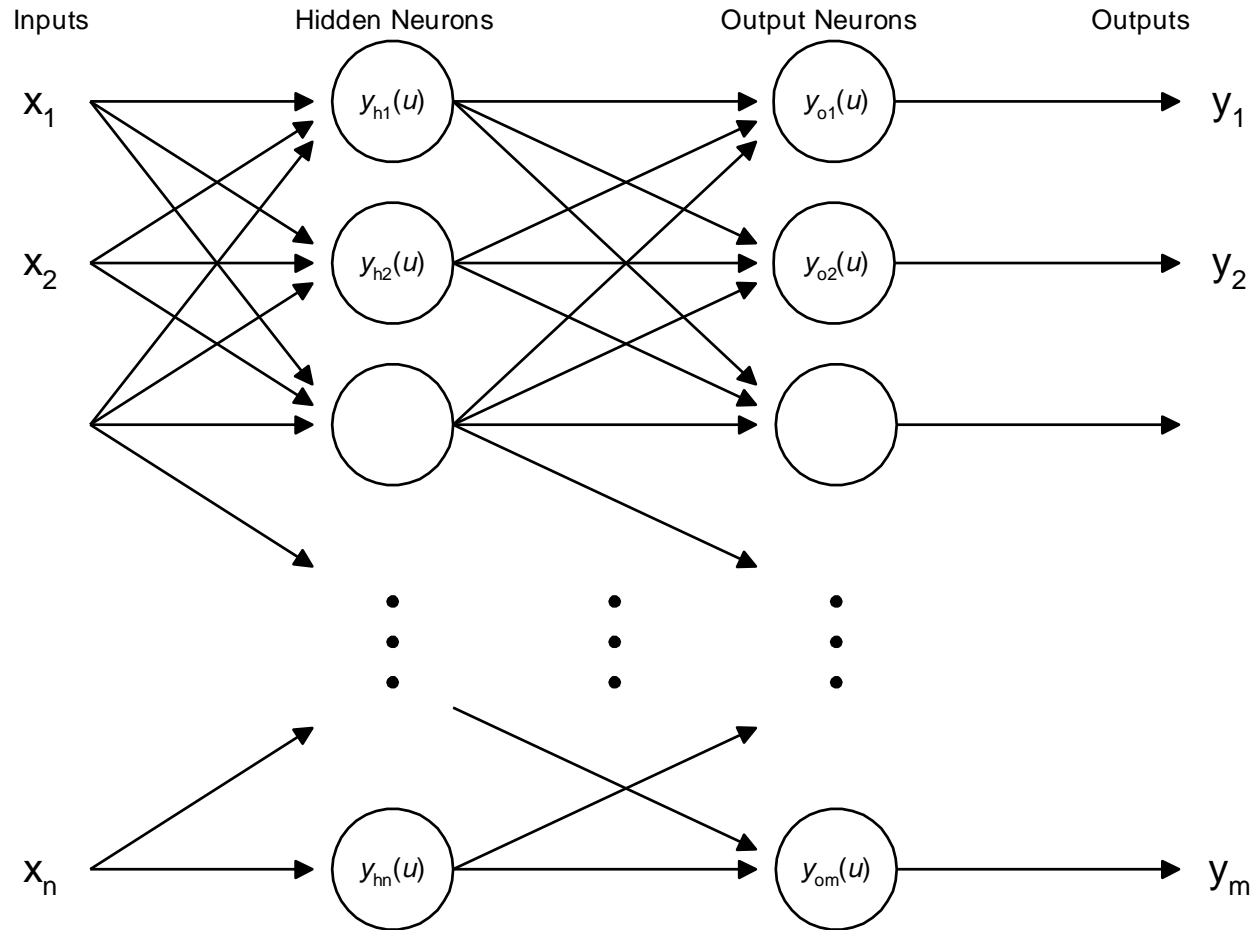 Inputs Hidden Neurons Output Neurons Outputs
x1 yh1(u) yo1(u) y1
x2 yh2(u) yo2(u) y2
xn yhn(u) yom(u) ym